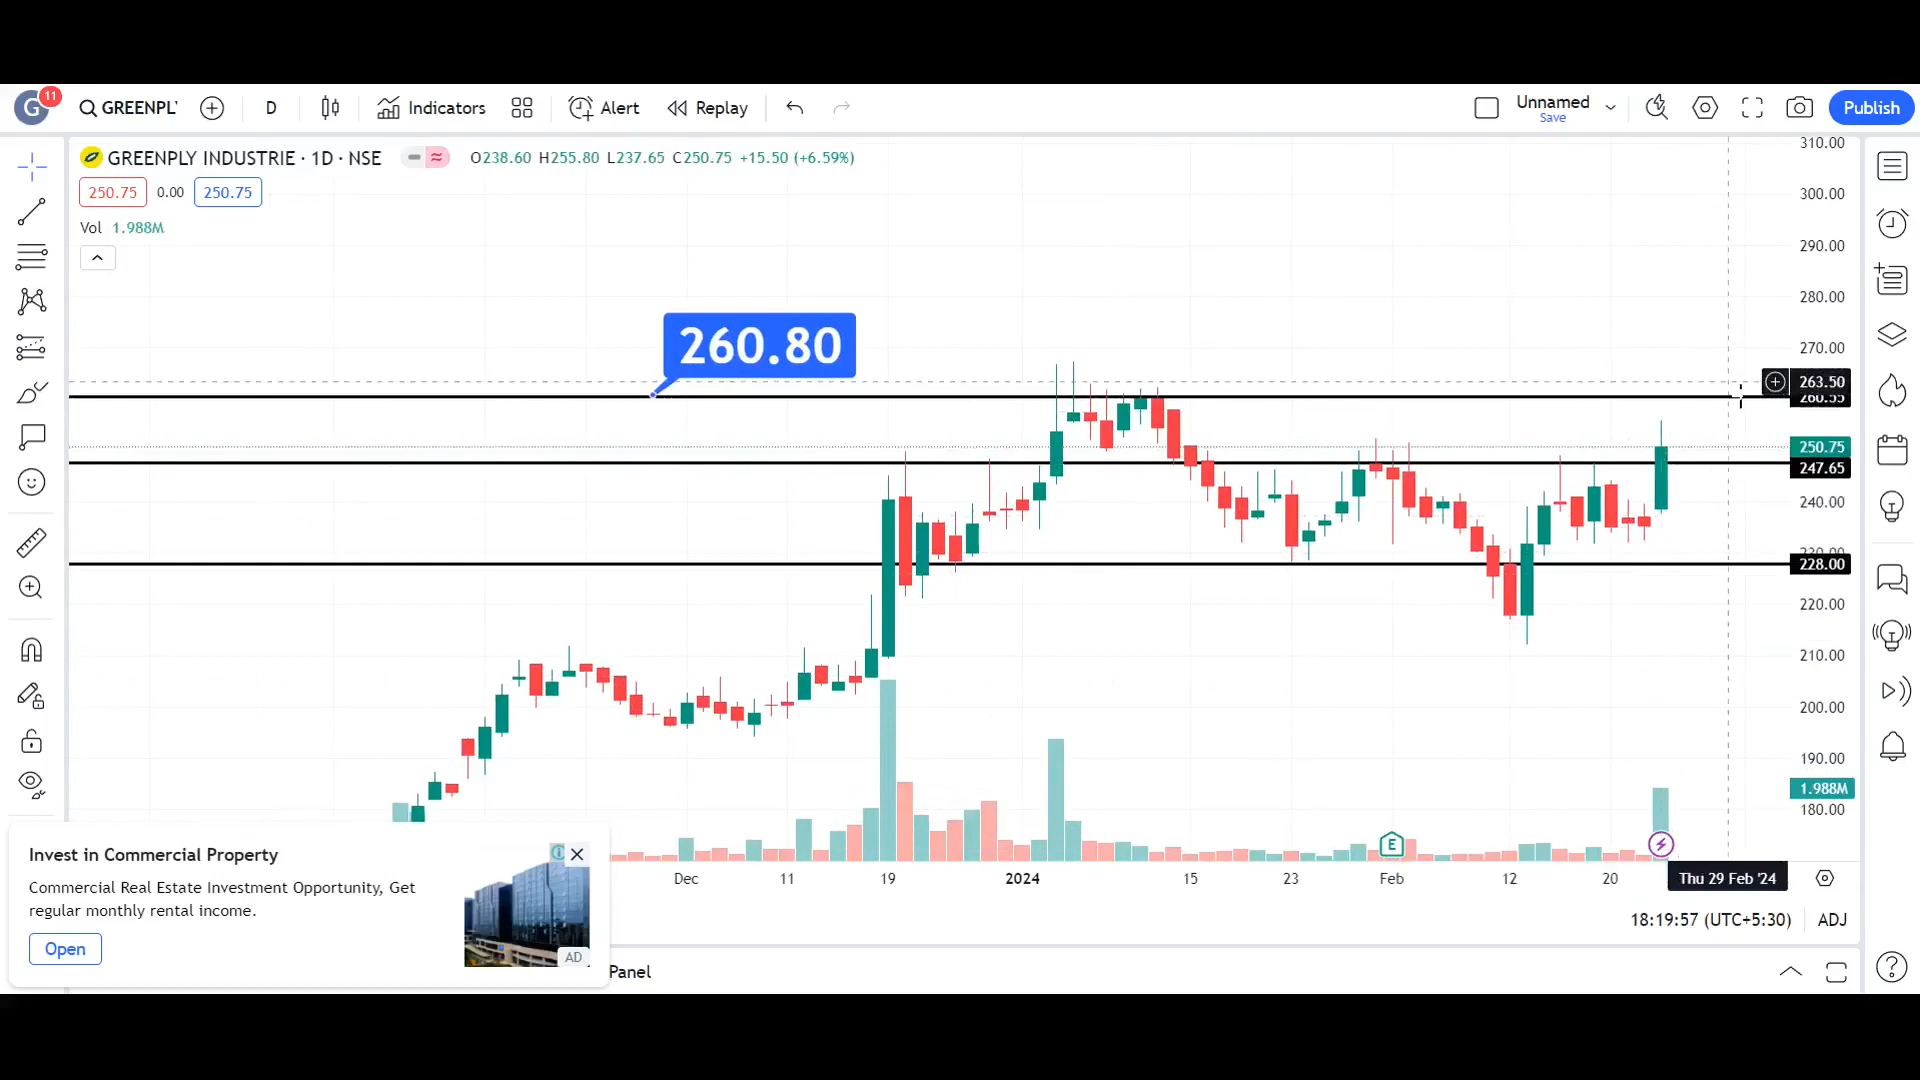 G
11
GREENPL'
D
Indicators
Alert
Replay
Unnamed
Save
Publish
GREENPLY INDUSTRIE · 1D · NSE
O238.60 H255.80 L237.65 C250.75 +15.50 (+6.59%)
250.75 0.00 250.75
Vol 1.988M
260.80
310.00
300.00
290.00
280.00
270.00
263.50
260.55
250.75
247.65
240.00
230.00
228.00
220.00
210.00
200.00
190.00
1.988M
180.00
E
Dec 11 19 2024 15 23 Feb 12 20 Thu 29 Feb '24
18:19:57 (UTC+5:30) ADJ
Invest in Commercial Property
Commercial Real Estate Investment Opportunity, Get
regular monthly rental income.
Open
AD
Panel